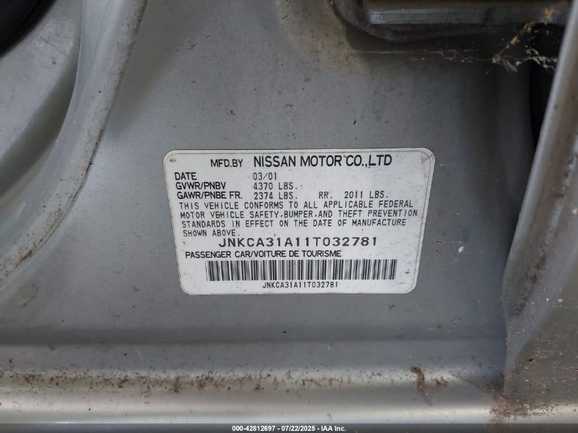 MFD.BY NISSAN MOTOR CO.,LTD
DATE 03/01
GVWR/PNBV 4370 LBS.
GAWR/PNBE FR. 2374 LBS. RR. 2011 LBS.
THIS VEHICLE CONFORMS TO ALL APPLICABLE FEDERAL
MOTOR VEHICLE SAFETY,BUMPER,AND THEFT PREVENTION
STANDARDS IN EFFECT ON THE DATE OF MANUFACTURE
SHOWN ABOVE.
JNKCA31A11T032781
PASSENGER CAR/VOITURE DE TOURISME
JNKCA31A11T032781
000-42812697 07/22/2025 IAA Inc.